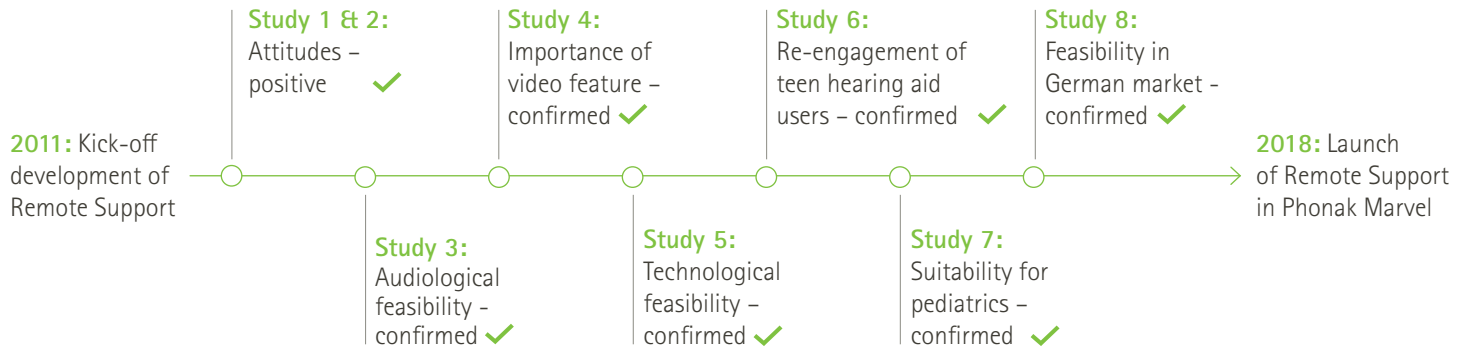 2011: Kick-off
development of
Remote Support
Study 1 & 2:
Attitudes –
positive
Study 3:
Audiological
feasibility -
confirmed
Study 4:
Importance of
video feature –
confirmed
Study 5:
Technological
feasibility –
confirmed
Study 6:
Re-engagement of
teen hearing aid
users – confirmed
Study 7:
Suitability for
pediatrics –
confirmed
Study 8:
Feasibility in
German market -
confirmed
2018: Launch
of Remote Support
in Phonak Marvel